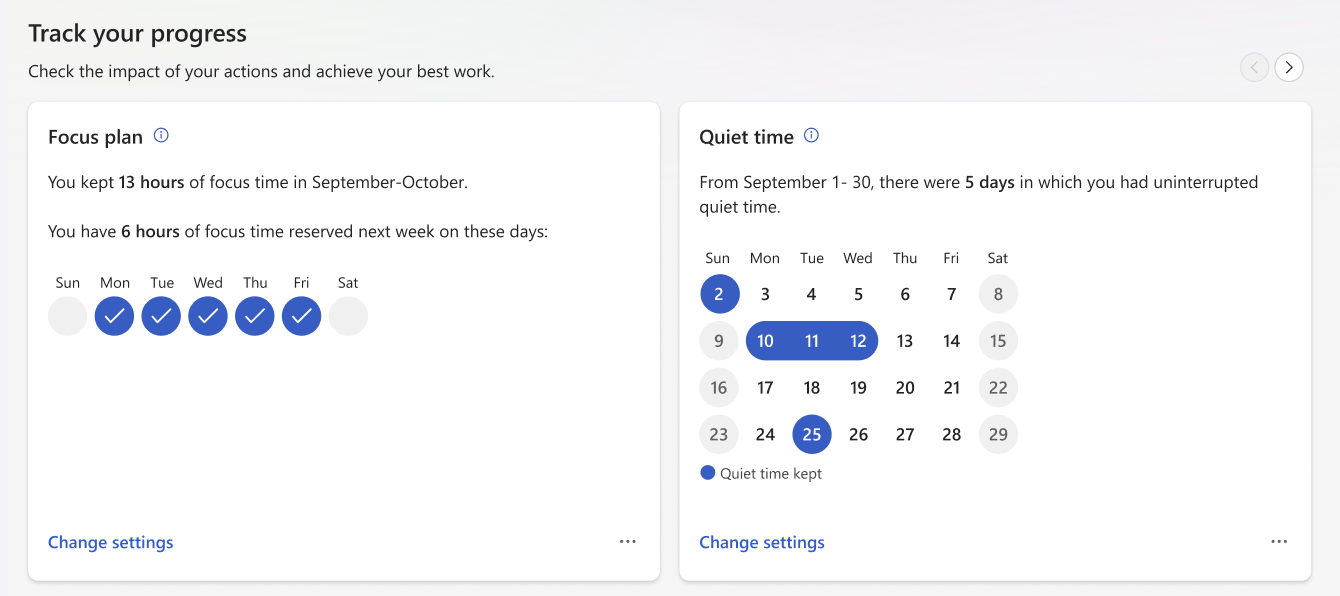 Track your progress
Check the impact of your actions and achieve your best work.
Focus plan
You kept 13 hours of focus time in September-October.
You have 6 hours of focus time reserved next week on these days:
Sun Mon Tue Wed Thu Fri Sat
Change settings
Quiet time
From September 1- 30, there were 5 days in which you had uninterrupted
quiet time.
Sun Mon Tue Wed Thu Fri Sat
2 3 4 5 6 7 8
9 10 11 12 13 14 15
16 17 18 19 20 21 22
23 24 25 26 27 28 29
Quiet time kept
Change settings